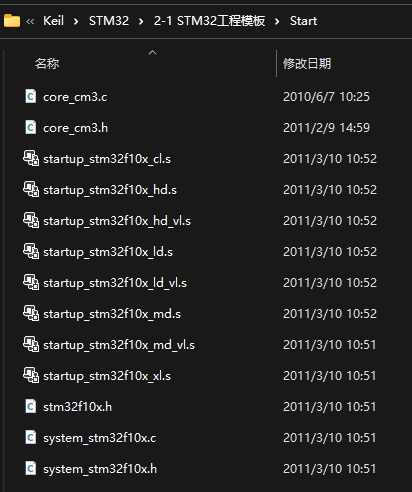 « Keil > STM32 > 2-1 STM32工程模板 > Start
名称 修改日期
core_cm3.c 2010/6/7 10:25
core_cm3.h 2011/2/9 14:59
startup_stm32f10x_cl.s 2011/3/10 10:52
startup_stm32f10x_hd.s 2011/3/10 10:52
startup_stm32f10x_hd_vl.s 2011/3/10 10:52
startup_stm32f10x_ld.s 2011/3/10 10:52
startup_stm32f10x_ld_vl.s 2011/3/10 10:52
startup_stm32f10x_md.s 2011/3/10 10:52
startup_stm32f10x_md_vl.s 2011/3/10 10:51
startup_stm32f10x_xl.s 2011/3/10 10:51
stm32f10x.h 2011/3/10 10:51
system_stm32f10x.c 2011/3/10 10:51
system_stm32f10x.h 2011/3/10 10:51